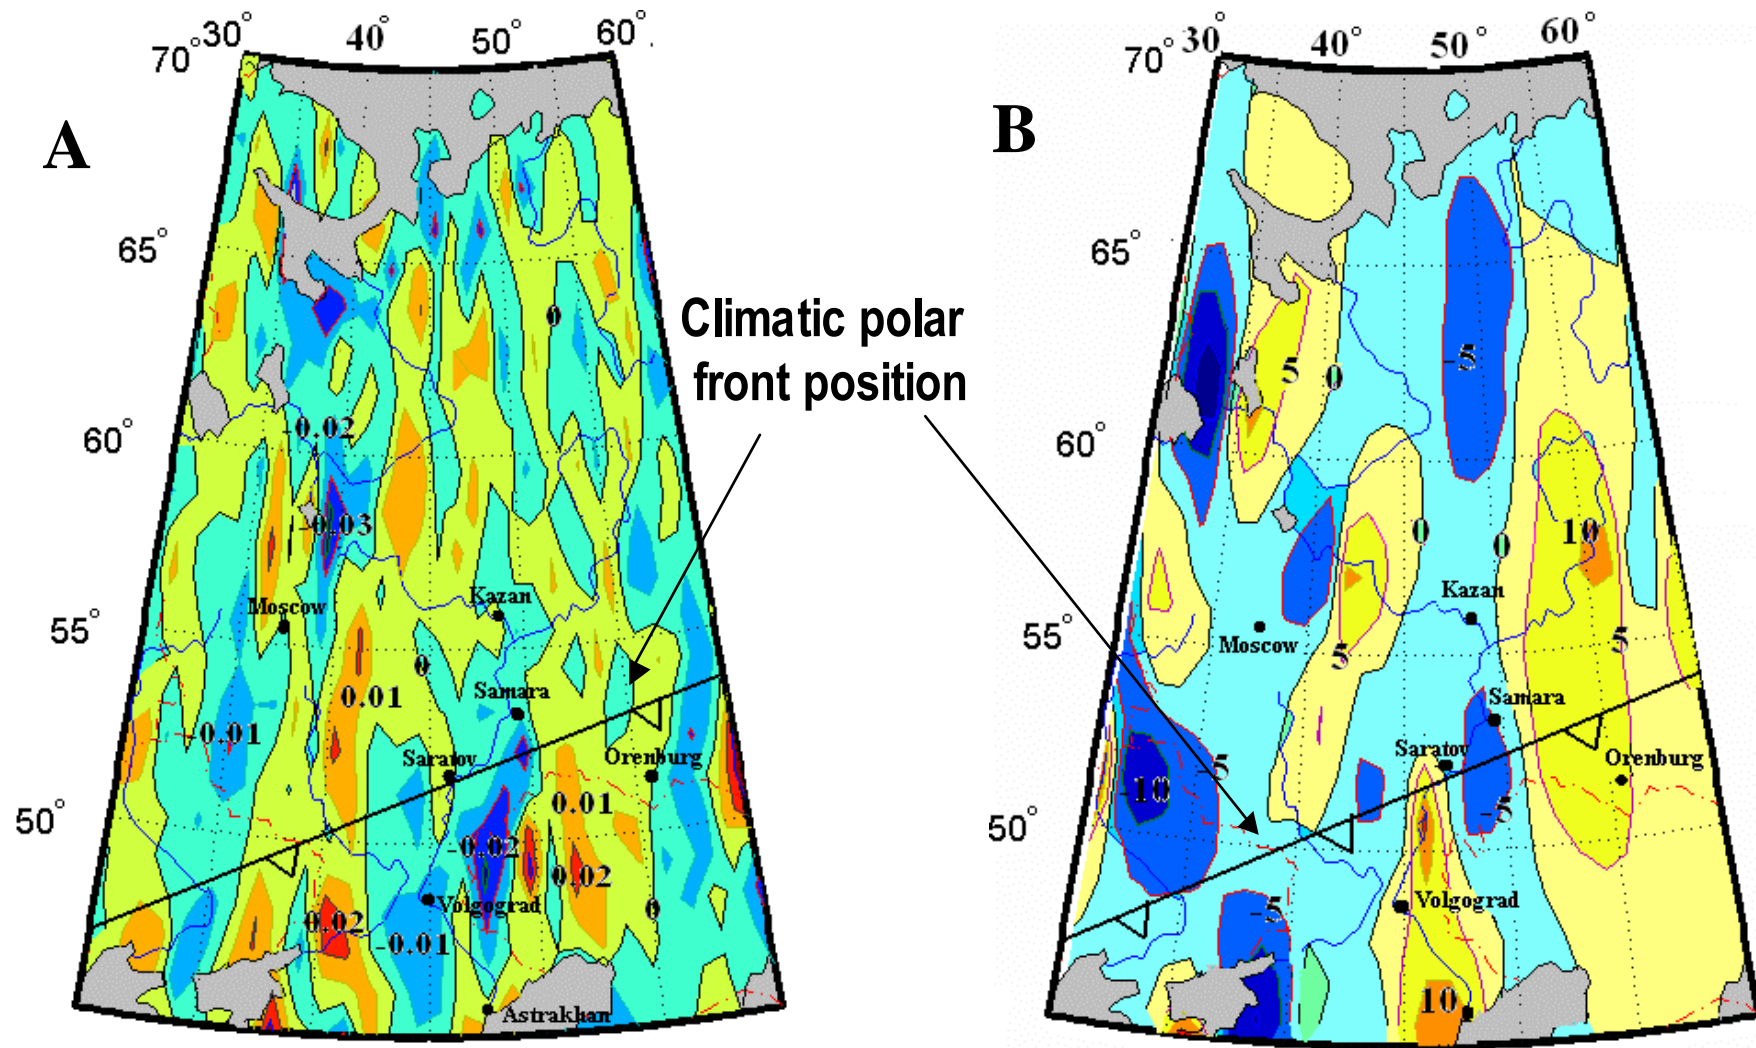 A
70° 30° 40° 50° 60°
65°
60°
55°
50°
0
-0.02
-0.03
Moscow
Kazan
0
0.01
Samara
-0.01
Saratov
Orenburg
0.01
-0.02
0.02
Volgograd
0
0.02
-0.01
Astrakhan
Climatic polar
front position
B
70° 30° 40° 50° 60°
65°
60°
55°
50°
5
0
-5
0
0
10
Kazan
Moscow
5
5
Samara
Saratov
-5
Orenburg
-10
-5
Volgograd
-5
10